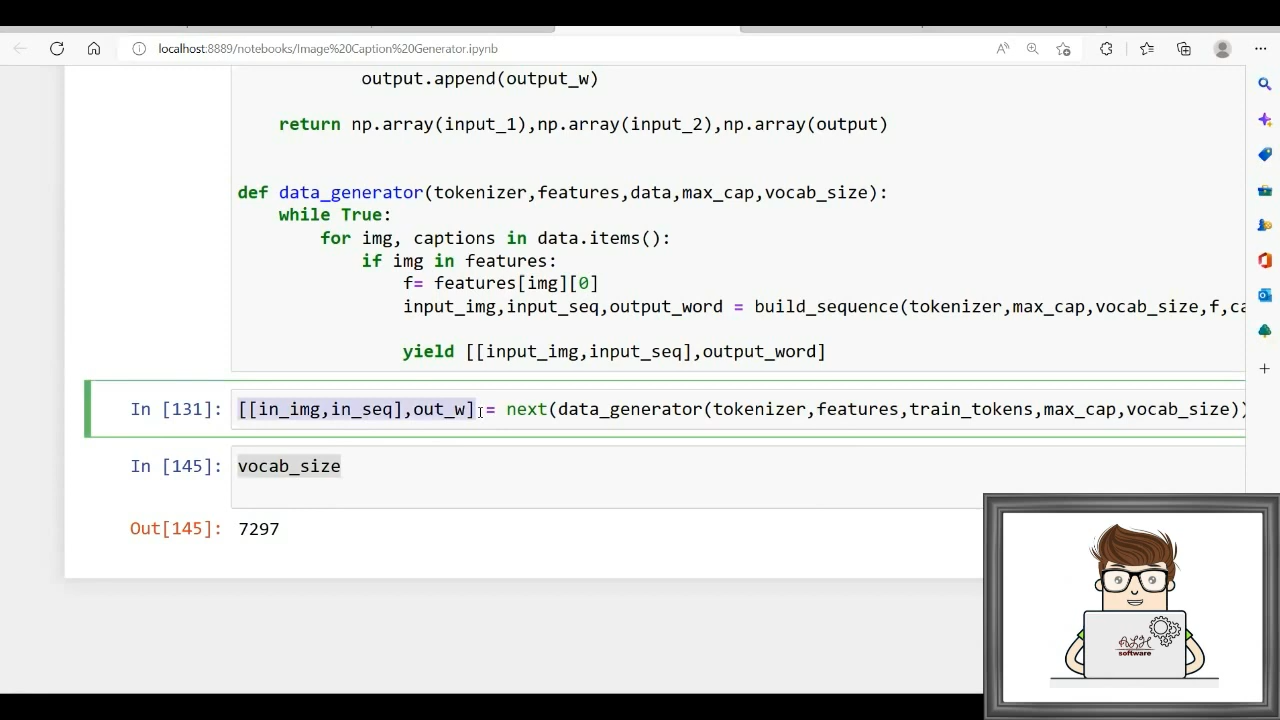 localhost:8889/notebooks/Image%20Caption%20Generator.ipynb
output.append(output_w)
return np.array(input_1),np.array(input_2),np.array(output)
def data_generator(tokenizer,features,data,max_cap,vocab_size):
while True:
for img, captions in data.items():
if img in features:
f= features[img][0]
input_img,input_seq,output_word = build_sequence(tokenizer,max_cap,vocab_size,f,ca
yield [[input_img,input_seq],output_word]
In [131]: [[in_img,in_seq],out_w] = next(data_generator(tokenizer,features,train_tokens,max_cap,vocab_size))
In [145]: vocab_size
Out[145]: 7297
software